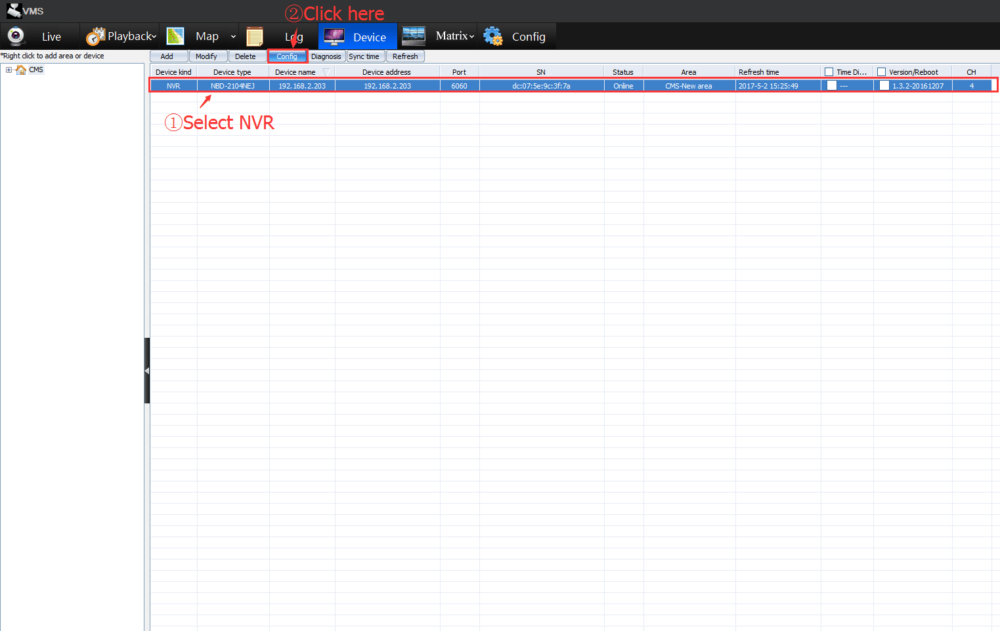 VMS
②Click here
Live Playback Map Log Device Matrix Config
*Right click to add area or device
Add Modify Delete Config Diagnosis Sync time Refresh
CMS
Device kind Device type Device name Device address Port SN Status Area Refresh time Time Di... Version/Reboot CH
NVR NBD-2104NEJ 192.168.2.203 192.168.2.203 6060 dc:07:5e:9c:3f:7a Online CMS-New area 2017-5-2 15:25:49 --- 1.3.2-20161207 4
①Select NVR